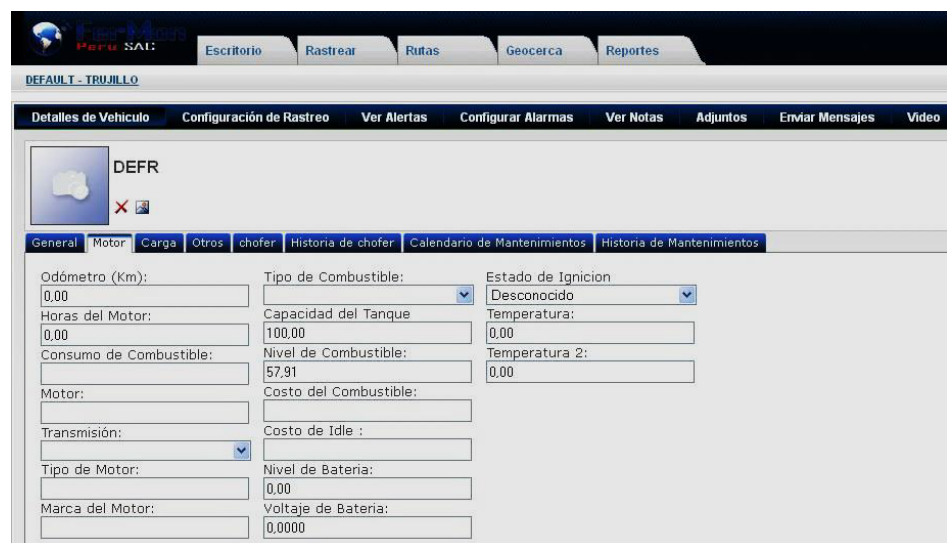 Peru SAC
Escritorio Rastrear Rutas Geocerca Reportes
DEFAULT - TRUJILLO
Detalles de Vehiculo Configuración de Rastreo Ver Alertas Configurar Alarmas Ver Notas Adjuntos Enviar Mensajes Video
DEFR
General Motor Carga Otros chofer Historia de chofer Calendario de Mantenimientos Historia de Mantenimientos
Odómetro (Km): Tipo de Combustible: Estado de Ignicion
0,00 Desconocido
Horas del Motor: Capacidad del Tanque Temperatura:
0,00 100,00 0,00
Consumo de Combustible: Nivel de Combustible: Temperatura 2:
57,91 0,00
Motor: Costo del Combustible:
Transmisión: Costo de Idle :
Tipo de Motor: Nivel de Bateria:
0,00
Marca del Motor: Voltaje de Bateria:
0,0000